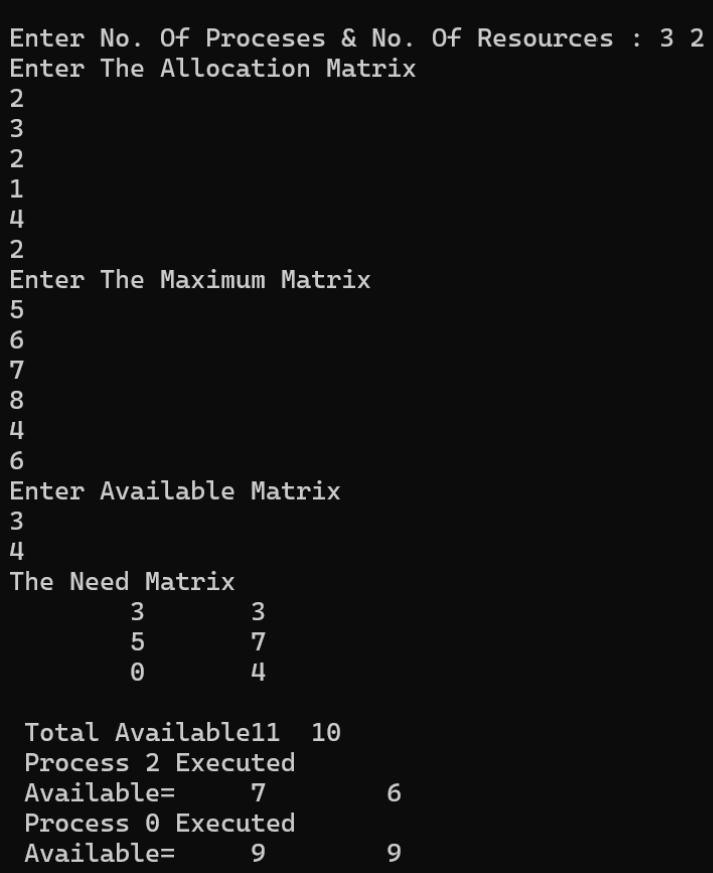 Enter No. Of Proceses & No. Of Resources : 3 2
Enter The Allocation Matrix
2
3
2
1
4
2
Enter The Maximum Matrix
5
6
7
8
4
6
Enter Available Matrix
3
4
The Need Matrix
3 3
5 7
0 4
Total Available11 10
Process 2 Executed
Available= 7 6
Process 0 Executed
Available= 9 9